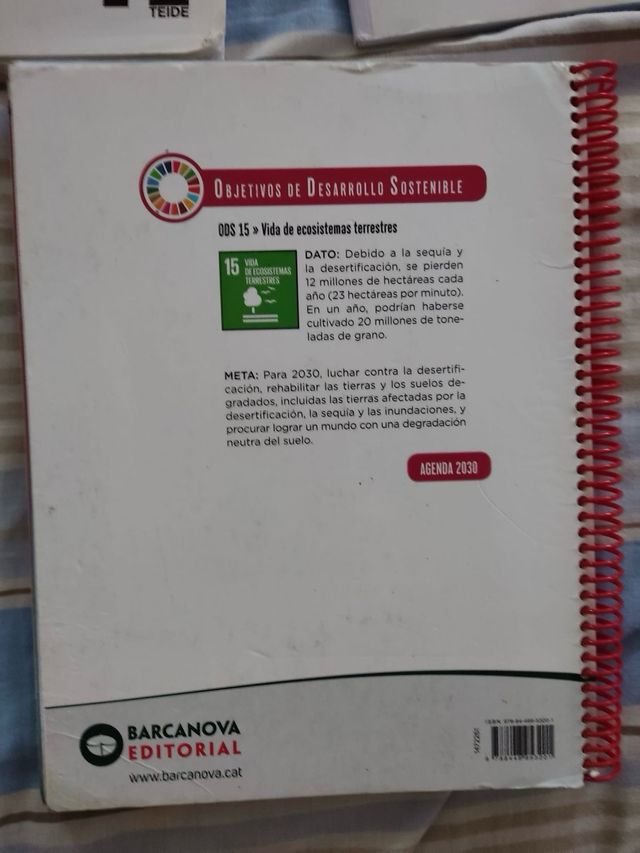 TEIDE
OBJETIVOS DE DESARROLLO SOSTENIBLE
ODS 15 » Vida de ecosistemas terrestres
15 VIDA
DE ECOSISTEMAS
TERRESTRES
DATO: Debido a la sequía y
la desertificación, se pierden
12 millones de hectáreas cada
año (23 hectáreas por minuto).
En un año, podrían haberse
cultivado 20 millones de tone-
ladas de grano.
META: Para 2030, luchar contra la desertifi-
cación, rehabilitar las tierras y los suelos de-
gradados, incluidas las tierras afectadas por la
desertificación, la sequía y las inundaciones, y
procurar lograr un mundo con una degradación
neutra del suelo.
AGENDA 2030
BARCANOVA
EDITORIAL
www.barcanova.cat